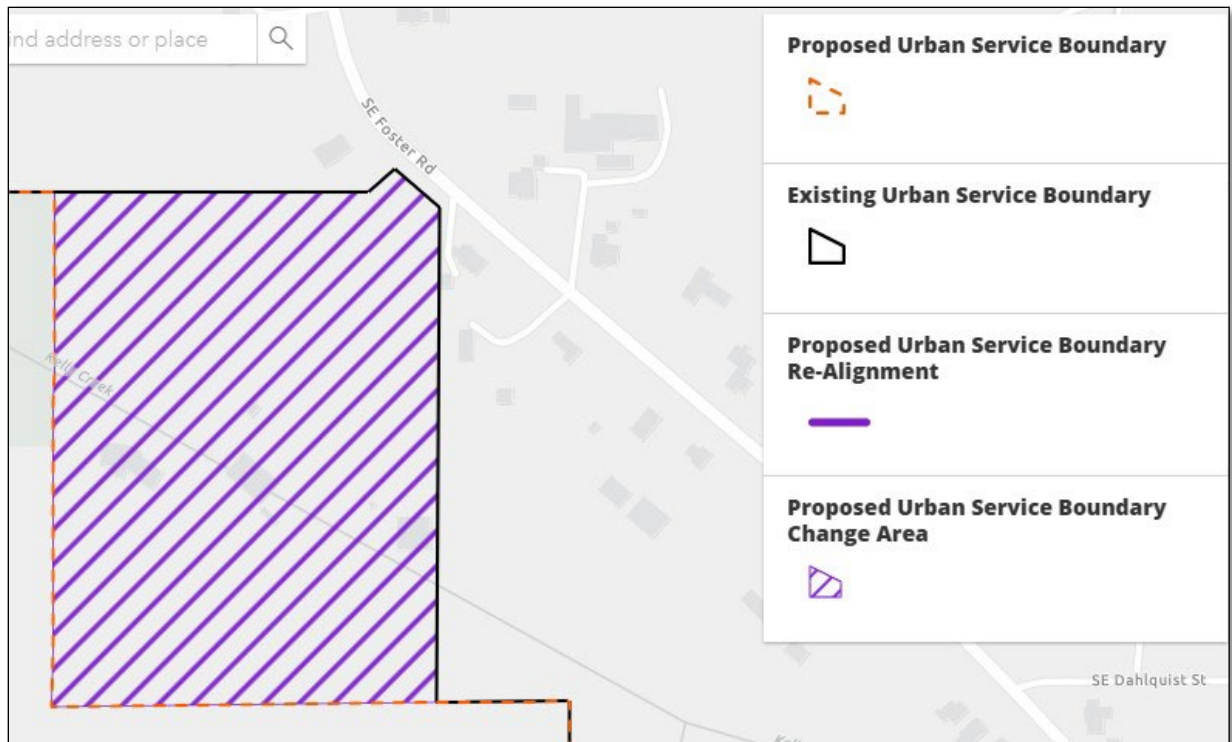 ind address or place
SE Foster Rd
Proposed Urban Service Boundary
Existing Urban Service Boundary
Proposed Urban Service Boundary
Re-Alignment
Proposed Urban Service Boundary
Change Area
Kelly Creek
SE Dahlquist St